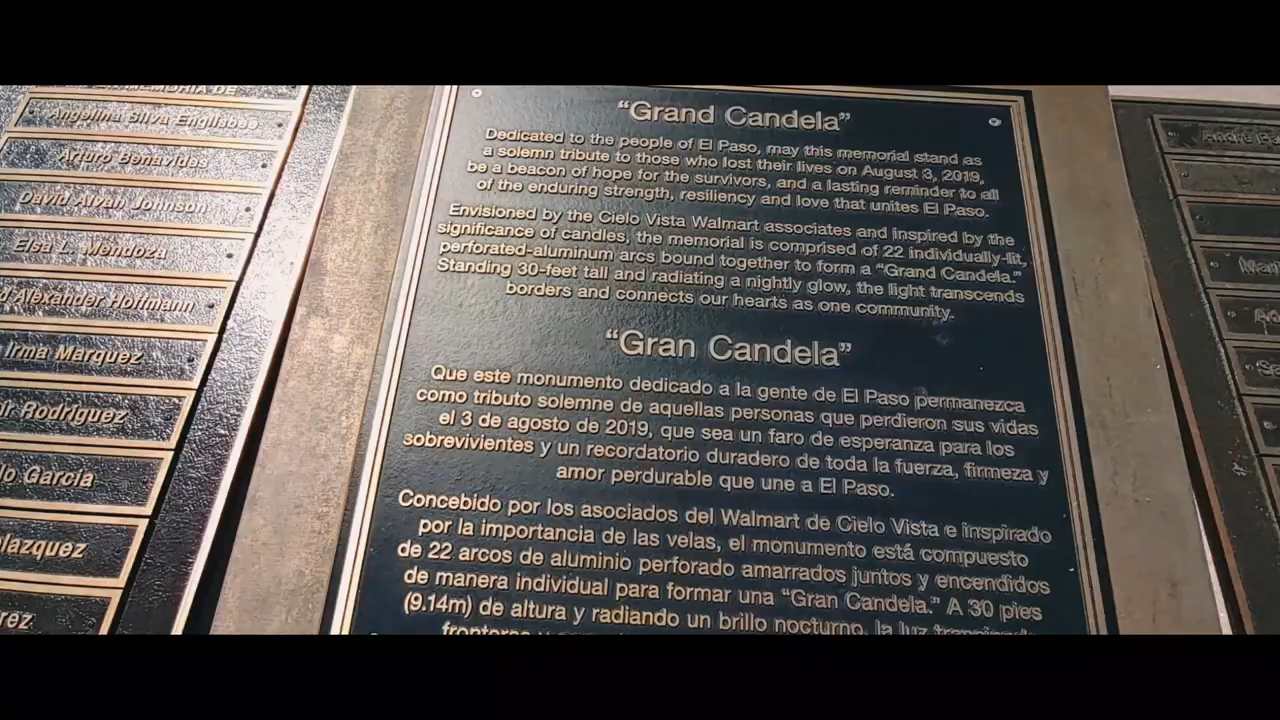 MEMORIA DE
Angelina Silva Englisbee
Arturo Benavides
David Alvah Johnson
Elsa L. Mendoza
Alexander Hoffmann
Irma Marquez
Rodriguez
Garcia
rez
"Grand Candela"
Dedicated to the people of El Paso, may this memorial stand as
a solemn tribute to those who lost their lives on August 3, 2019,
be a beacon of hope for the survivors, and a lasting reminder to all
of the enduring strength, resiliency and love that unites El Paso.
Envisioned by the Cielo Vista Walmart associates and inspired by the
significance of candles, the memorial is comprised of 22 individually-lit,
perforated-aluminum arcs bound together to form a "Grand Candela."
Standing 30-feet tall and radiating a nightly glow, the light transcends
borders and connects our hearts as one community.
"Gran Candela"
Que este monumento dedicado a la gente de El Paso permanezca
como tributo solemne de aquellas personas que perdieron sus vidas
el 3 de agosto de 2019, que sea un faro de esperanza para los
sobrevivientes y un recordatorio duradero de toda la fuerza, firmeza y
amor perdurable que une a El Paso.
Concebido por los asociados del Walmart de Cielo Vista e inspirado
por la importancia de las velas, el monumento está compuesto
de 22 arcos de aluminio perforado amarrados juntos y encendidos
de manera individual para formar una "Gran Candela." A 30 pies
(9.14m) de altura y radiando un brillo nocturno, la luz